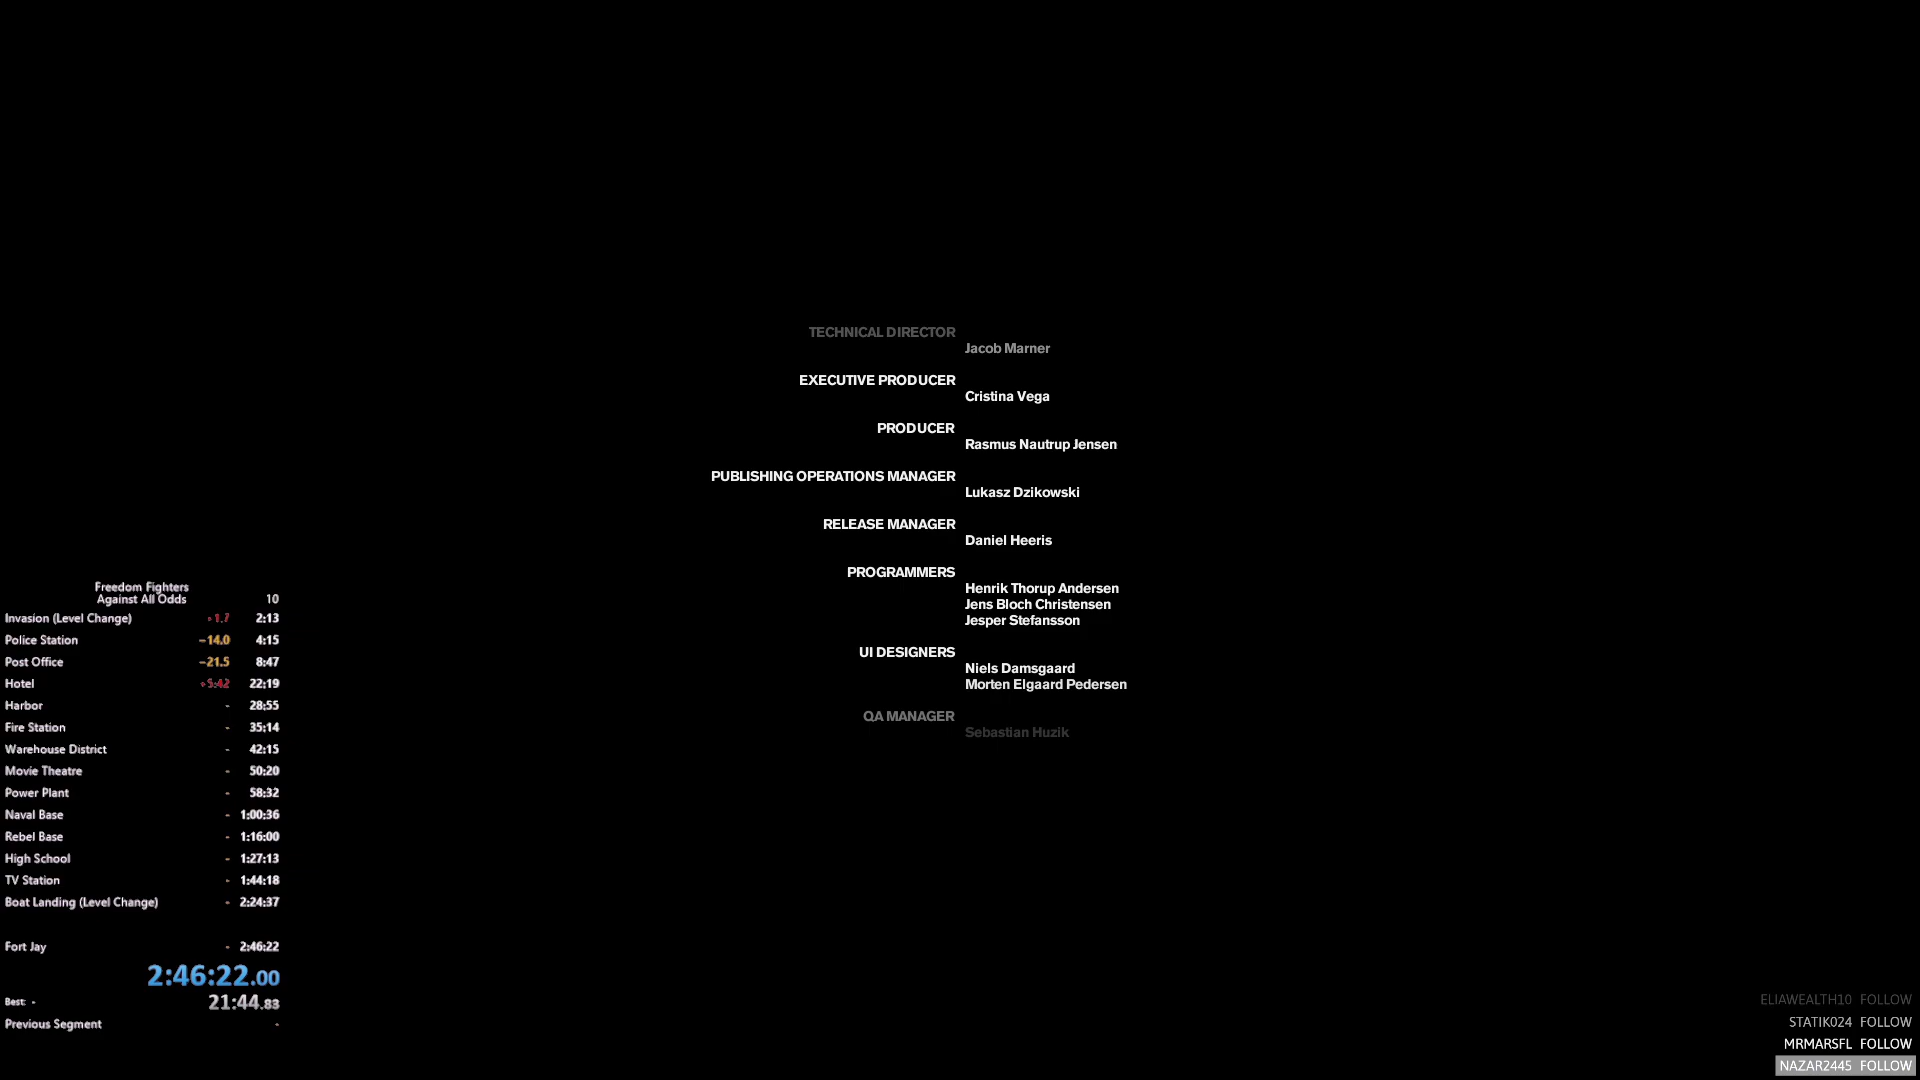 TECHNICAL DIRECTOR
Jacob Marner
EXECUTIVE PRODUCER
Cristina Vega
PRODUCER
Rasmus Nautrup Jensen
PUBLISHING OPERATIONS MANAGER
Lukasz Dzikowski
RELEASE MANAGER
Daniel Heeris
PROGRAMMERS
Henrik Thorup Andersen
Jens Bloch Christensen
Jesper Stefansson
UI DESIGNERS
Niels Damsgaard
Morten Elgaard Pedersen
QA MANAGER
Sebastian Huzik
Freedom Fighters
Against All Odds 10
Invasion (Level Change) +1.7 2:13
Police Station −14.0 4:15
Post Office −21.5 8:47
Hotel +5:42 22:19
Harbor - 28:55
Fire Station - 35:14
Warehouse District - 42:15
Movie Theatre - 50:20
Power Plant - 58:32
Naval Base - 1:00:36
Rebel Base - 1:16:00
High School - 1:27:13
TV Station - 1:44:18
Boat Landing (Level Change) - 2:24:37
Fort Jay - 2:46:22
2:46:22.00
Best: - 21:44.83
Previous Segment -
ELIAWEALTH10 FOLLOW
STATIK024 FOLLOW
MRMARSFL FOLLOW
NAZAR2445 FOLLOW